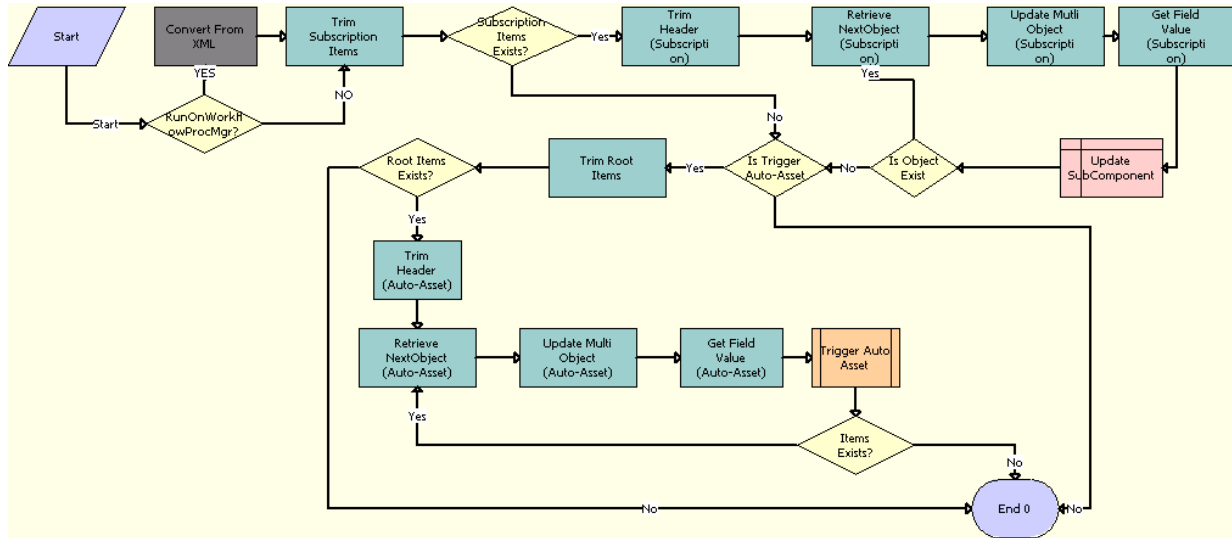 Start
Convert From
XML
Trim
Subscription
Items
Subscription
Items
Exists?
Yes
Trim
Header
(Subscripti
on)
Retrieve
NextObject
(Subscripti
on)
Update Mutli
Object
(Subscripti
on)
Get Field
Value
(Subscripti
on)
YES
NO
Yes
Start
RunOnWorkfl
owProcMgr?
No
Root Items
Exists?
Trim Root
Items
Yes
Is Trigger
Auto-Asset
No
Is Object
Exist
Update
SubComponent
Yes
Trim
Header
(Auto-Asset)
Retrieve
NextObject
(Auto-Asset)
Update Multi
Object
(Auto-Asset)
Get Field
Value
(Auto-Asset)
Trigger Auto
Asset
Yes
Items
Exists?
No
No
End 0
No